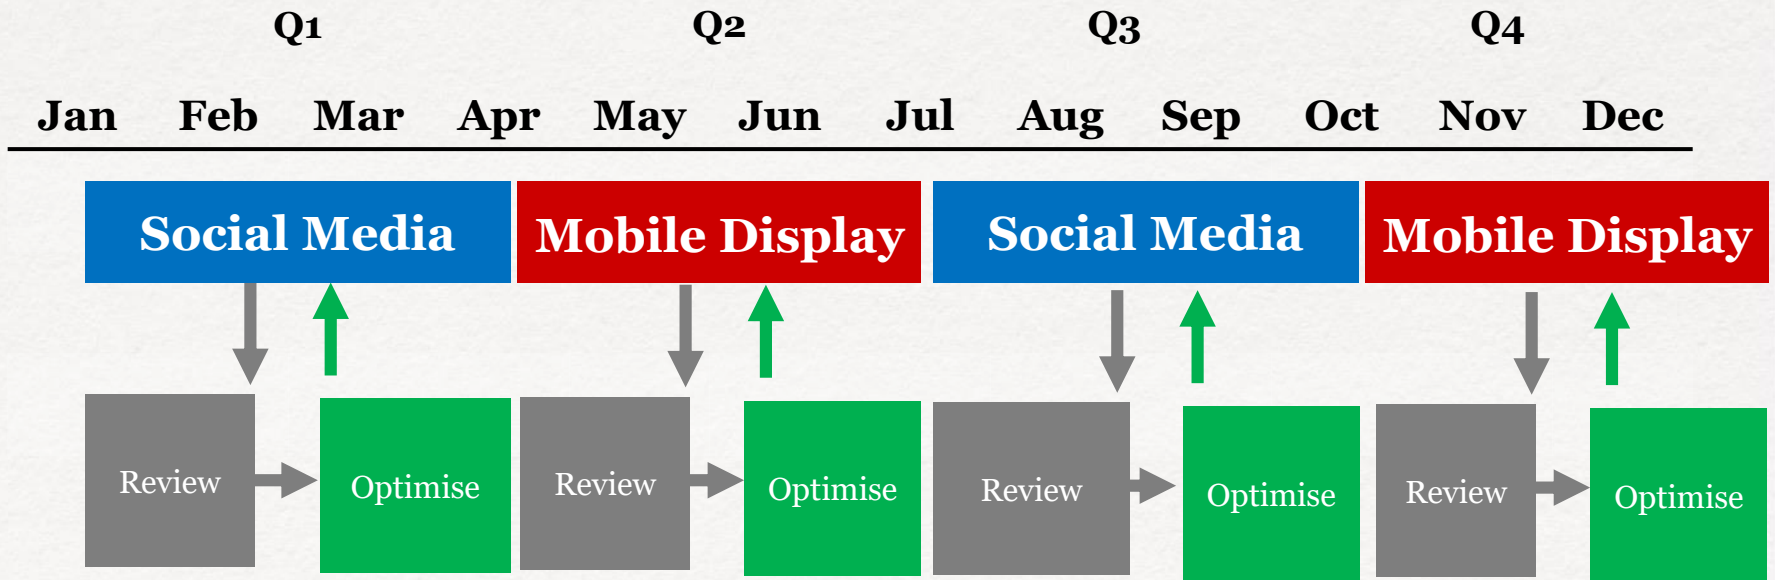 Q1 Q2 Q3 Q4
Jan Feb Mar Apr May Jun Jul Aug Sep Oct Nov Dec
Social Media Mobile Display Social Media Mobile Display
Review Optimise Review Optimise Review Optimise Review Optimise